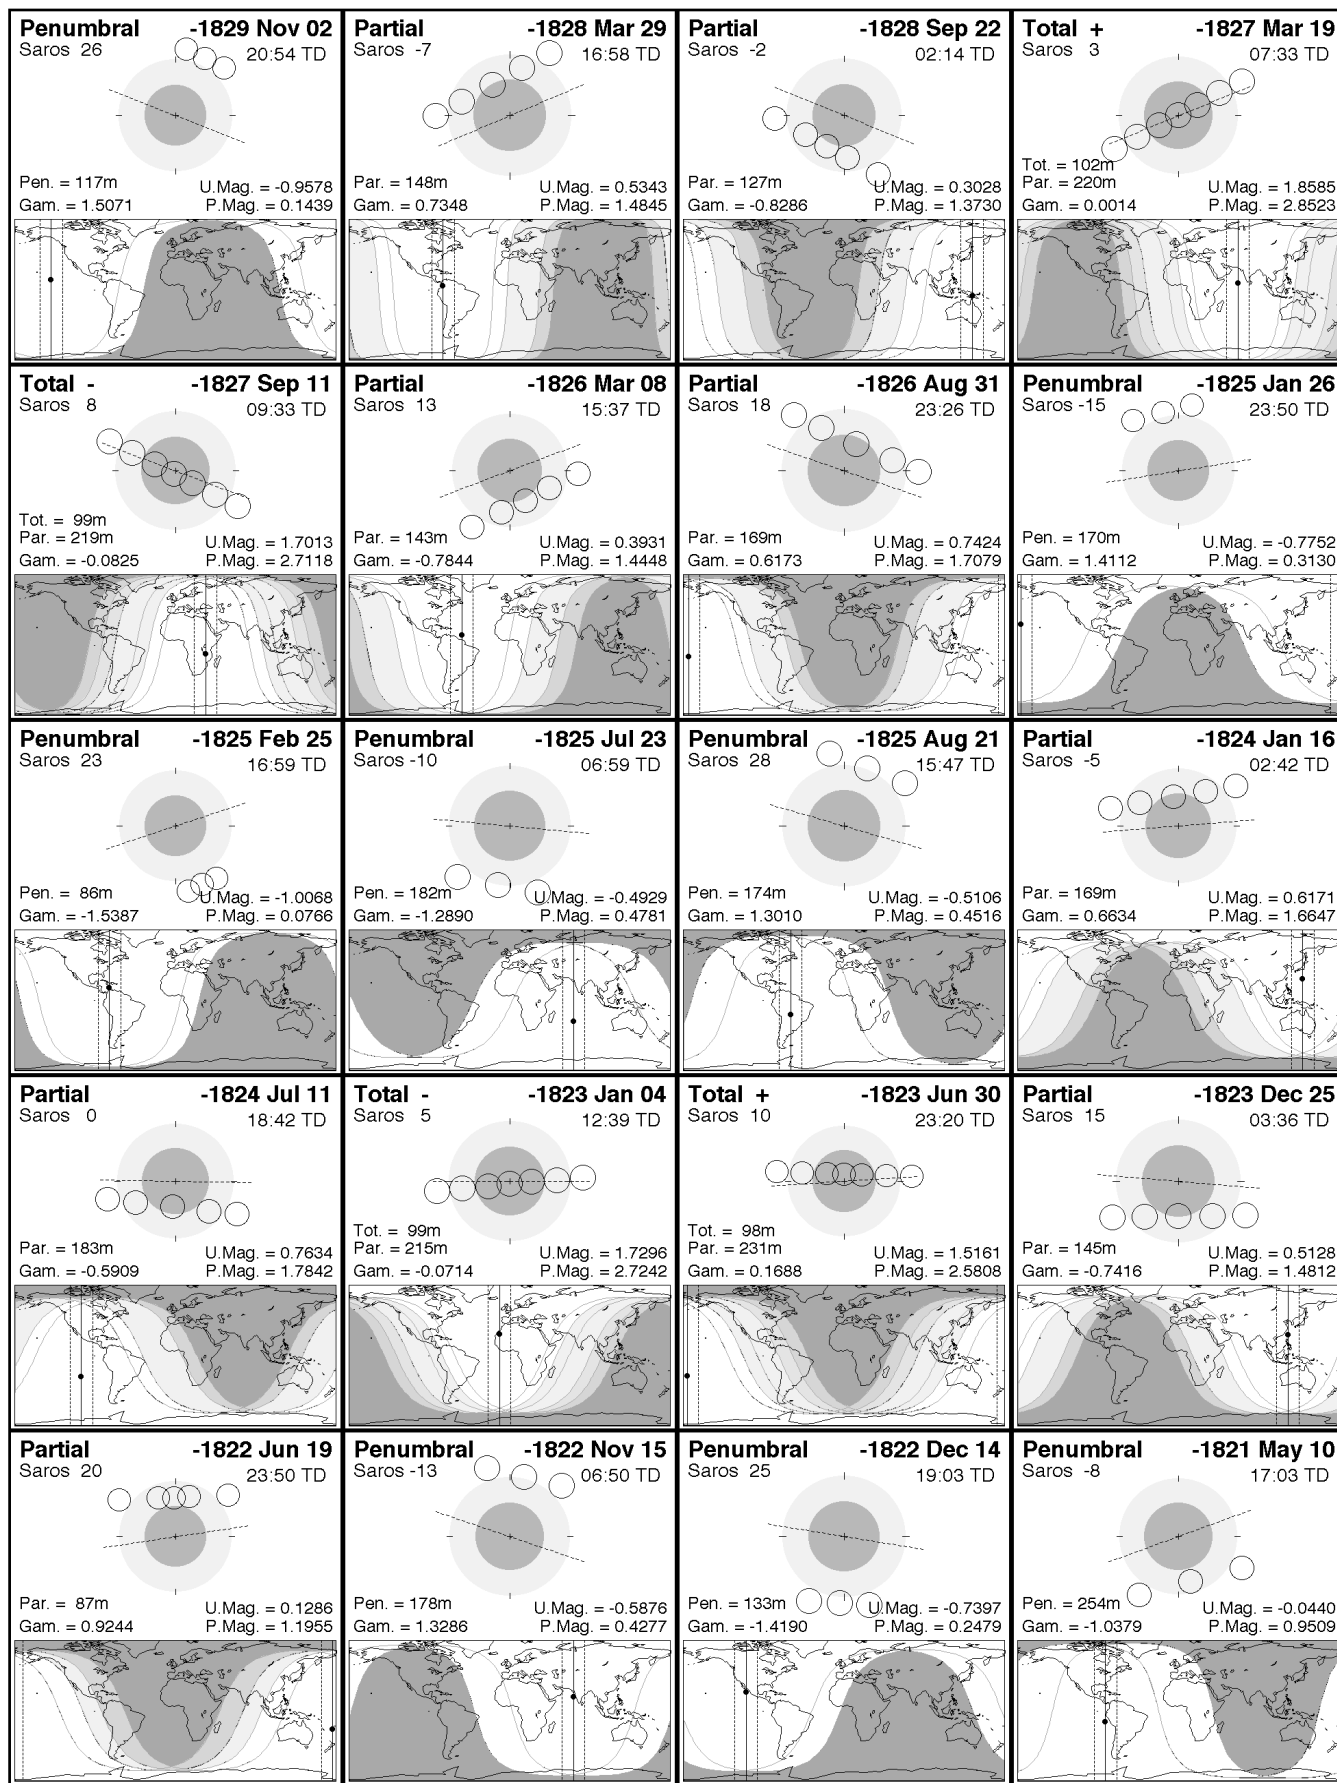 Penumbral -1829 Nov 02
Saros 26 20:54 TD
Pen. = 117m U.Mag. = -0.9578
Gam. = 1.5071 P.Mag. = 0.1439
Partial -1828 Mar 29
Saros -7 16:58 TD
Par. = 148m U.Mag. = 0.5343
Gam. = 0.7348 P.Mag. = 1.4845
Partial -1828 Sep 22
Saros -2 02:14 TD
Par. = 127m U.Mag. = 0.3028
Gam. = -0.8286 P.Mag. = 1.3730
Total + -1827 Mar 19
Saros 3 07:33 TD
Tot. = 102m
Par. = 220m U.Mag. = 1.8585
Gam. = 0.0014 P.Mag. = 2.8523
Total - -1827 Sep 11
Saros 8 09:33 TD
Tot. = 99m
Par. = 219m U.Mag. = 1.7013
Gam. = -0.0825 P.Mag. = 2.7118
Partial -1826 Mar 08
Saros 13 15:37 TD
Par. = 143m U.Mag. = 0.3931
Gam. = -0.7844 P.Mag. = 1.4448
Partial -1826 Aug 31
Saros 18 23:26 TD
Par. = 169m U.Mag. = 0.7424
Gam. = 0.6173 P.Mag. = 1.7079
Penumbral -1825 Jan 26
Saros -15 23:50 TD
Pen. = 170m U.Mag. = -0.7752
Gam. = 1.4112 P.Mag. = 0.3130
Penumbral -1825 Feb 25
Saros 23 16:59 TD
Pen. = 86m U.Mag. = -1.0068
Gam. = -1.5387 P.Mag. = 0.0766
Penumbral -1825 Jul 23
Saros -10 06:59 TD
Pen. = 182m U.Mag. = -0.4929
Gam. = -1.2890 P.Mag. = 0.4781
Penumbral -1825 Aug 21
Saros 28 15:47 TD
Pen. = 174m U.Mag. = -0.5106
Gam. = 1.3010 P.Mag. = 0.4516
Partial -1824 Jan 16
Saros -5 02:42 TD
Par. = 169m U.Mag. = 0.6171
Gam. = 0.6634 P.Mag. = 1.6647
Partial -1824 Jul 11
Saros 0 18:42 TD
Par. = 183m U.Mag. = 0.7634
Gam. = -0.5909 P.Mag. = 1.7842
Total - -1823 Jan 04
Saros 5 12:39 TD
Tot. = 99m
Par. = 215m U.Mag. = 1.7296
Gam. = -0.0714 P.Mag. = 2.7242
Total + -1823 Jun 30
Saros 10 23:20 TD
Tot. = 98m
Par. = 231m U.Mag. = 1.5161
Gam. = 0.1688 P.Mag. = 2.5808
Partial -1823 Dec 25
Saros 15 03:36 TD
Par. = 145m U.Mag. = 0.5128
Gam. = -0.7416 P.Mag. = 1.4812
Partial -1822 Jun 19
Saros 20 23:50 TD
Par. = 87m U.Mag. = 0.1286
Gam. = 0.9244 P.Mag. = 1.1955
Penumbral -1822 Nov 15
Saros -13 06:50 TD
Pen. = 178m U.Mag. = -0.5876
Gam. = 1.3286 P.Mag. = 0.4277
Penumbral -1822 Dec 14
Saros 25 19:03 TD
Pen. = 133m U.Mag. = -0.7397
Gam. = -1.4190 P.Mag. = 0.2479
Penumbral -1821 May 10
Saros -8 17:03 TD
Pen. = 254m U.Mag. = -0.0440
Gam. = -1.0379 P.Mag. = 0.9509